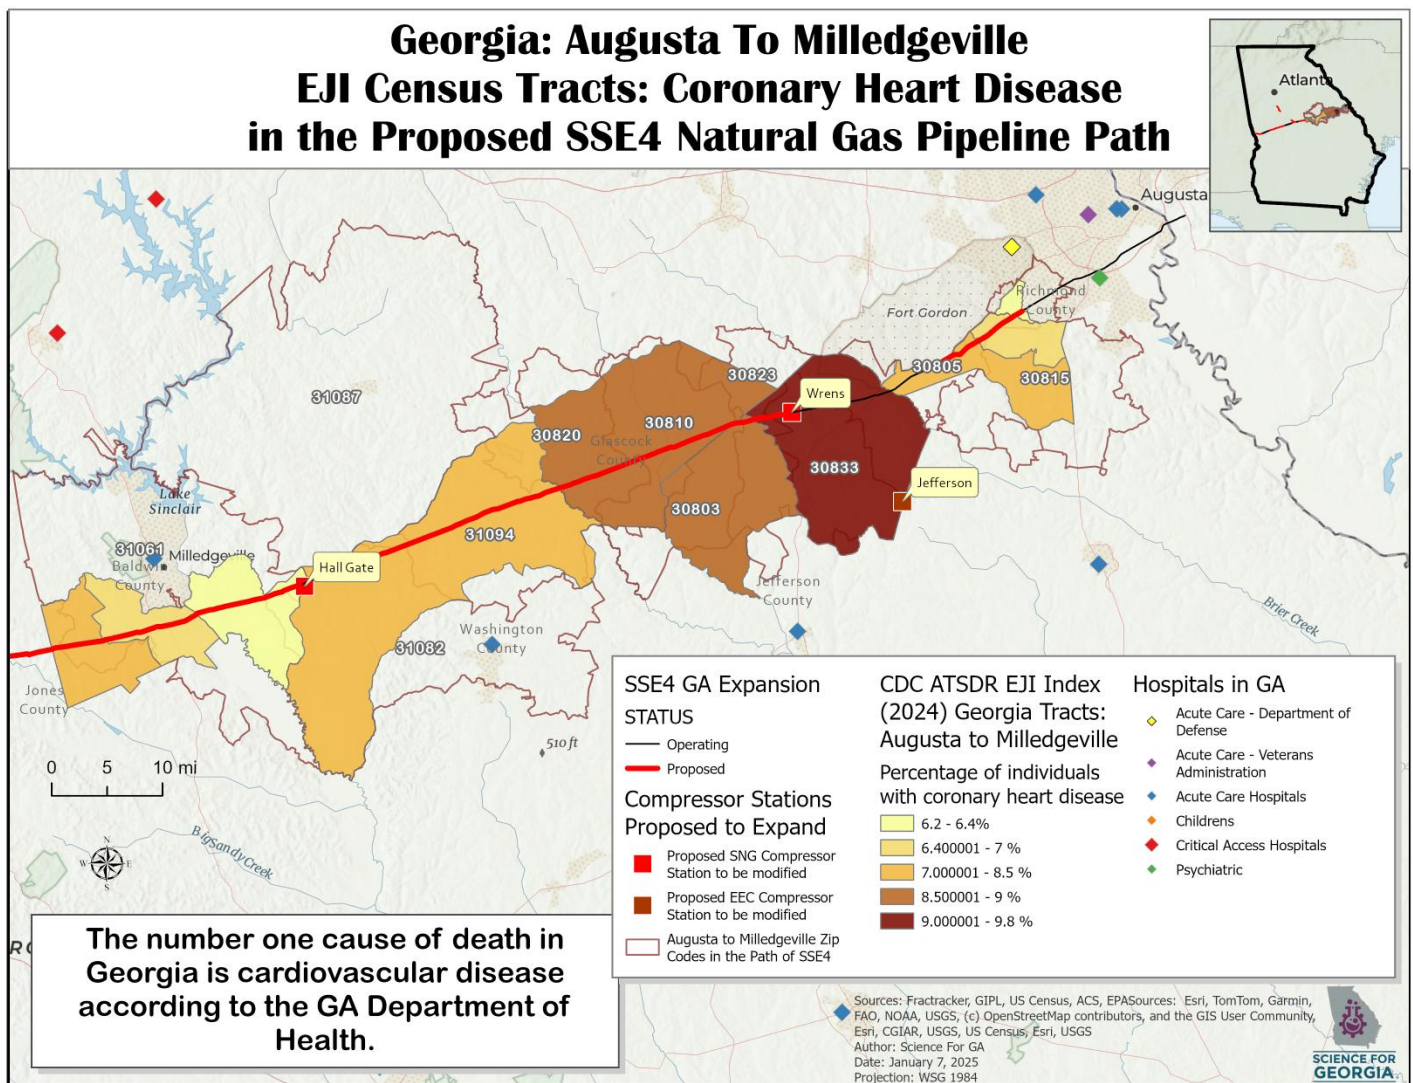 Georgia: Augusta To Milledgeville
EJI Census Tracts: Coronary Heart Disease
in the Proposed SSE4 Natural Gas Pipeline Path
Atlanta
Augusta
Richmond
County
Fort Gordon
30805
30815
30823
Wrens
31087
30810
30820
Glascock
County
30833
Jefferson
30803
Lake
Sinclair
31094
31061
Milledgeville
Baldwin
County
Hall Gate
Jefferson
County
Brier Creek
Washington
County
31082
Jones
County
510 ft
0 5 10 mi
Big Sandy Creek
N
W E
S
SSE4 GA Expansion
STATUS
Operating
Proposed
Compressor Stations
Proposed to Expand
Proposed SNG Compressor
Station to be modified
Proposed EEC Compressor
Station to be modified
Augusta to Milledgeville Zip
Codes in the Path of SSE4
CDC ATSDR EJI Index
(2024) Georgia Tracts:
Augusta to Milledgeville
Percentage of individuals
with coronary heart disease
6.2 - 6.4%
6.400001 - 7 %
7.000001 - 8.5 %
8.500001 - 9 %
9.000001 - 9.8 %
Hospitals in GA
Acute Care - Department of
Defense
Acute Care - Veterans
Administration
Acute Care Hospitals
Childrens
Critical Access Hospitals
Psychiatric
The number one cause of death in
Georgia is cardiovascular disease
according to the GA Department of
Health.
Sources: Fractracker, GIPL, US Census, ACS, EPASources: Esri, TomTom, Garmin,
FAO, NOAA, USGS, (c) OpenStreetMap contributors, and the GIS User Community,
Esri, CGIAR, USGS, US Census, Esri, USGS
Author: Science For GA
Date: January 7, 2025
Projection: WSG 1984
SCIENCE FOR
GEORGIA